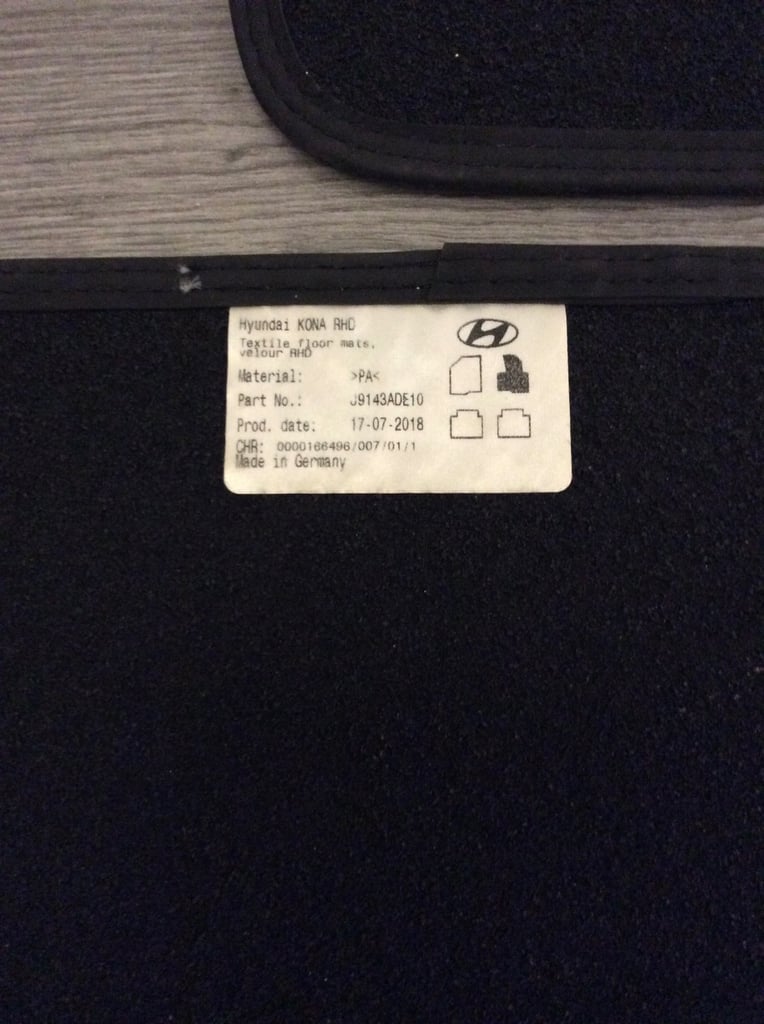 Hyundai KONA RHD
Textile floor mats,
velour RHD
Material: >PA<
Part No.: J9143ADE10
Prod. date: 17-07-2018
CHR: 0000166496/007/01/1
Made in Germany